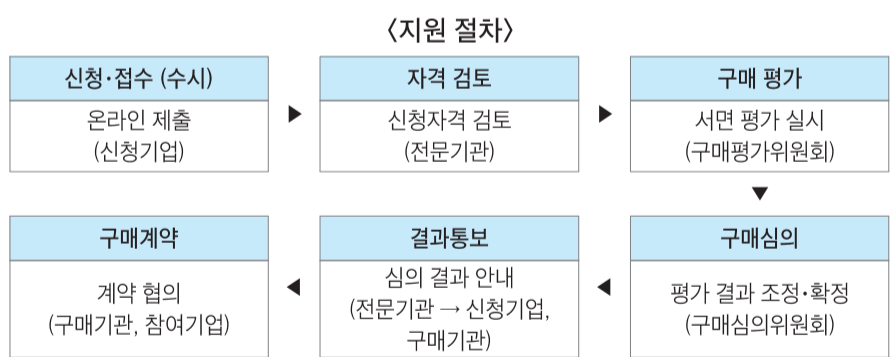 〈지원 절차〉
신청·접수 (수시)
온라인 제출
(신청기업)
▶
자격 검토
신청자격 검토
(전문기관)
▶
구매 평가
서면 평가 실시
(구매평가위원회)
▼
구매심의
평가 결과 조정·확정
(구매심의위원회)
◀
결과통보
심의 결과 안내
(전문기관 → 신청기업,
구매기관)
◀
구매계약
계약 협의
(구매기관, 참여기업)